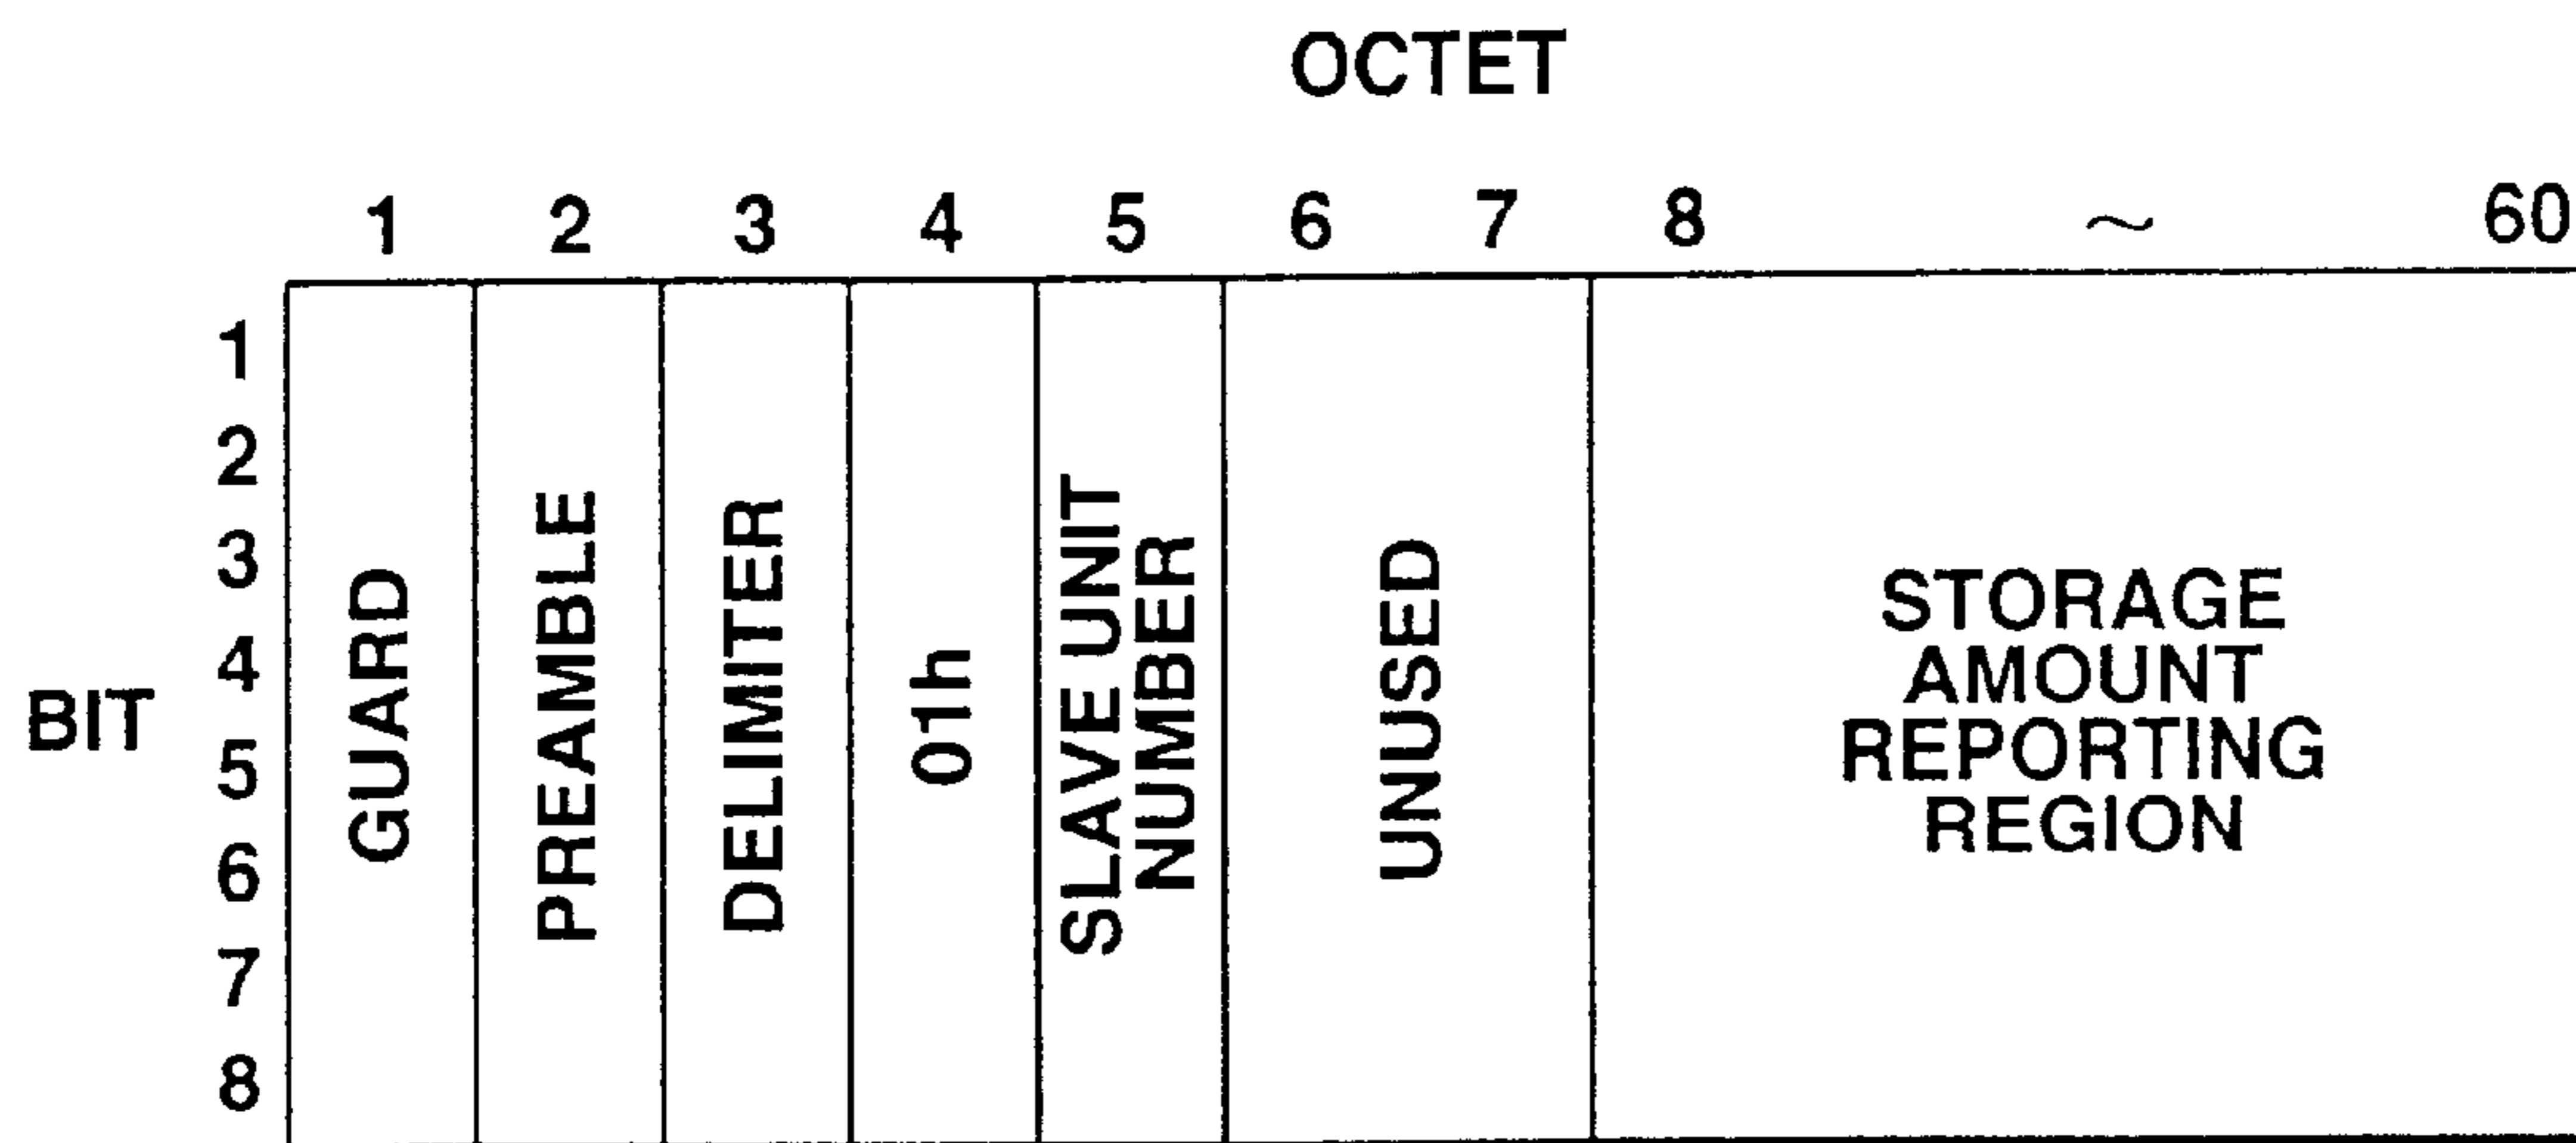 OCTET
1 2 3 4 5 6 7 8 ~ 60
BIT
1
2
3
4
5
6
7
8
GUARD
PREAMBLE
DELIMITER
01h
SLAVE UNIT
NUMBER
UNUSED
STORAGE
AMOUNT
REPORTING
REGION